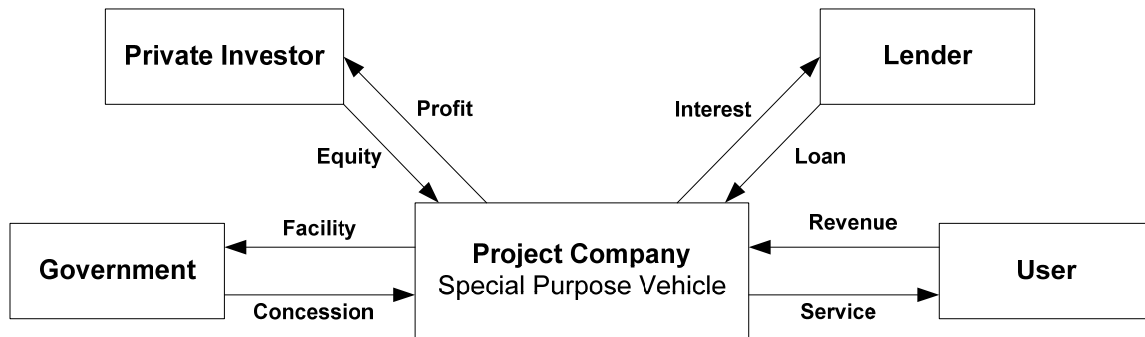 Private Investor
Lender
Profit
Interest
Equity
Loan
Facility
Revenue
Government
Project Company
Special Purpose Vehicle
User
Concession
Service